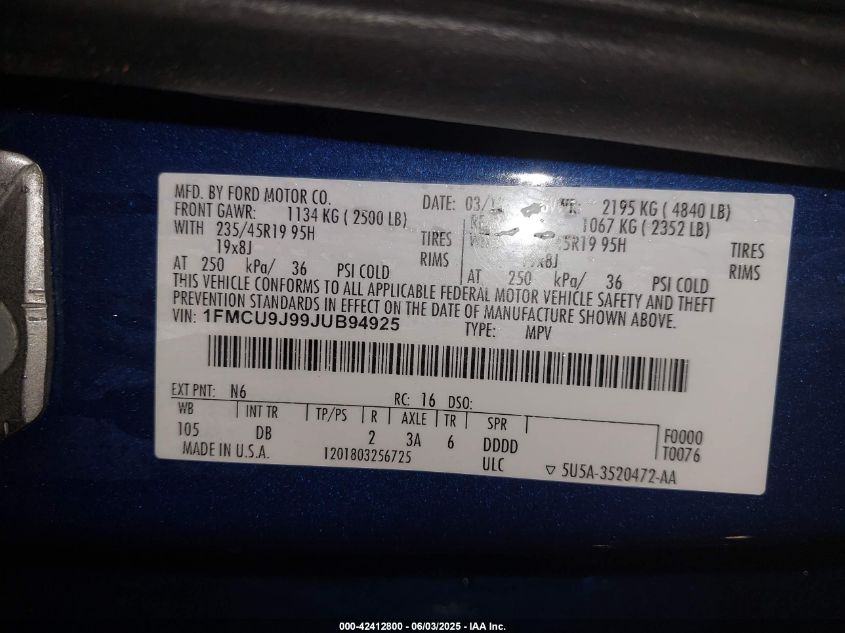 MFD. BY FORD MOTOR CO. DATE: 03/ 2195 KG ( 4840 LB)
FRONT GAWR: 1134 KG ( 2500 LB) 1067 KG ( 2352 LB)
WITH 235/45R19 95H TIRES 5R19 95H TIRES
19x8J RIMS 19x8J RIMS
AT 250 kPa/ 36 PSI COLD AT 250 kPa/ 36 PSI COLD
THIS VEHICLE CONFORMS TO ALL APPLICABLE FEDERAL MOTOR VEHICLE SAFETY AND THEFT
PREVENTION STANDARDS IN EFFECT ON THE DATE OF MANUFACTURE SHOWN ABOVE.
VIN: 1FMCU9J99JUB94925 TYPE: MPV
EXT PNT: N6 RC: 16 DSO:
WB INT TR TP/PS R AXLE TR SPR F0000
105 DB 2 3A 6 DDDD T0076
MADE IN U.S.A. 1201803256725 ULC ▽ 5U5A-3520472-AA
000-42412800 - 06/03/2025 - IAA Inc.